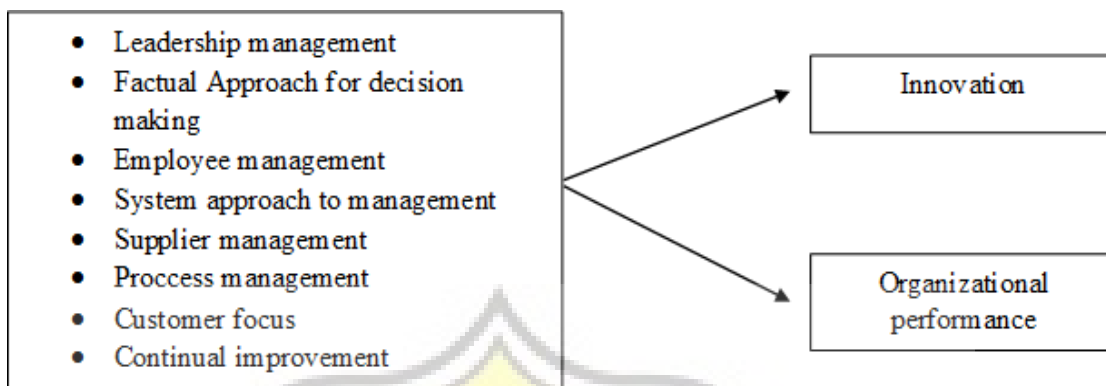 • Leadership management
• Factual Approach for decision
making
• Employee management
• System approach to management
• Supplier management
• Proccess management
• Customer focus
• Continual improvement
Innovation
Organizational
performance